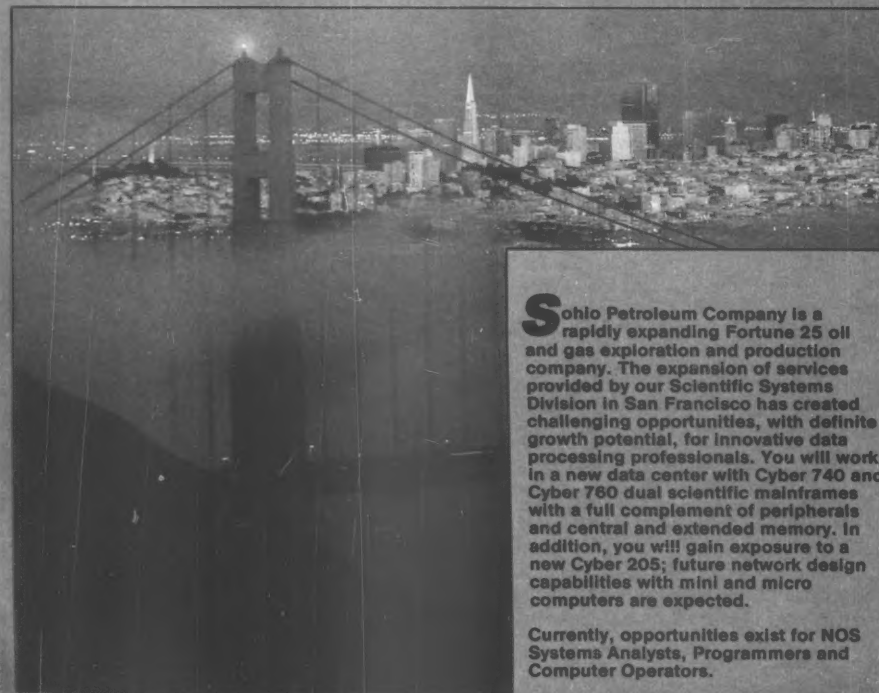 Sohio Petroleum Company is a
rapidly expanding Fortune 25 oil
and gas exploration and production
company. The expansion of services
provided by our Scientific Systems
Division in San Francisco has created
challenging opportunities, with definite
growth potential, for innovative data
processing professionals. You will work
in a new data center with Cyber 740 and
Cyber 760 dual scientific mainframes
with a full complement of peripherals
and central and extended memory. In
addition, you will gain exposure to a
new Cyber 205; future network design
capabilities with mini and micro
computers are expected.
Currently, opportunities exist for NOS
Systems Analysts, Programmers and
Computer Operators.